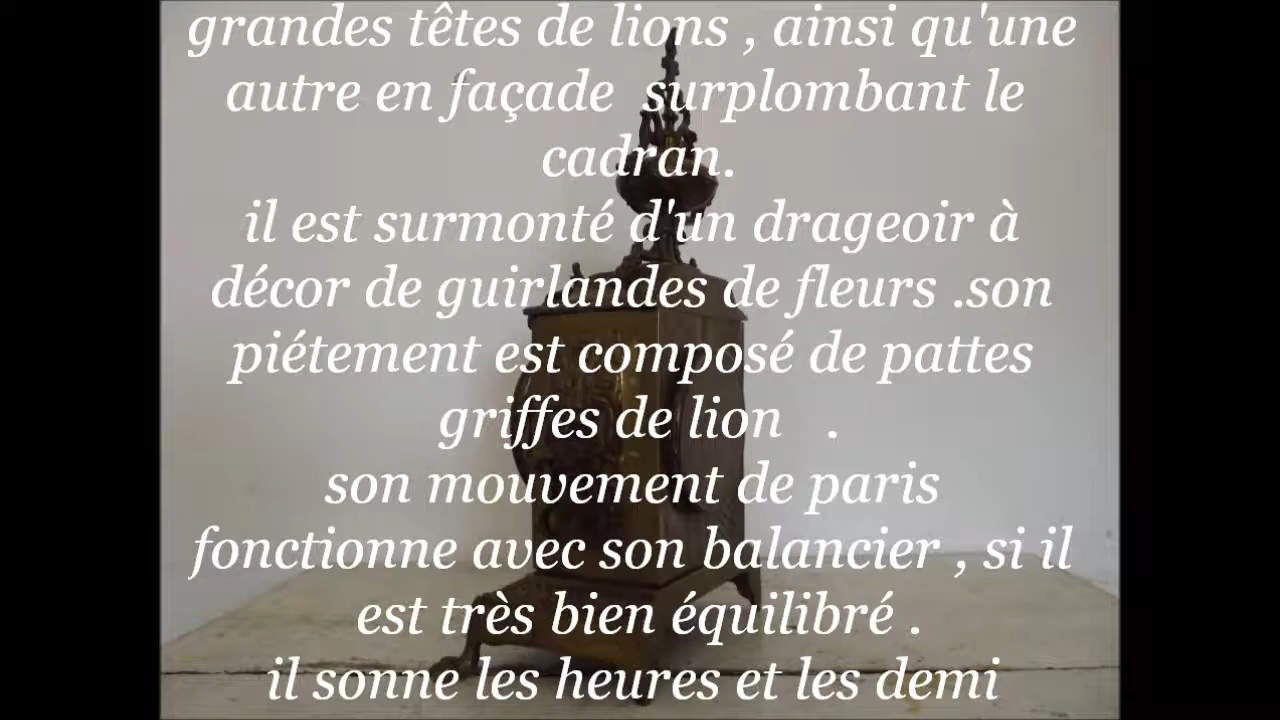 grandes têtes de lions , ainsi qu'une
autre en façade  surplombant le
cadran.
il est surmonté d'un drageoir à
décor de guirlandes de fleurs .son
piétement est composé de pattes
griffes de lion   .
son mouvement de paris
fonctionne avec son balancier , si il
est très bien équilibré .
il sonne les heures et les demi